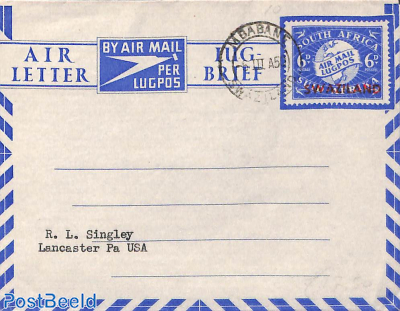 AIR LETTER
BY AIR MAIL
PER
LUGPOS
LUG-
BRIEF
SOUTH AFRICA
6D 6D
AIR MAIL
LUGPOS
SWAZILAND
MBABANE
R. L. Singley
Lancaster Pa USA
PostBeeld